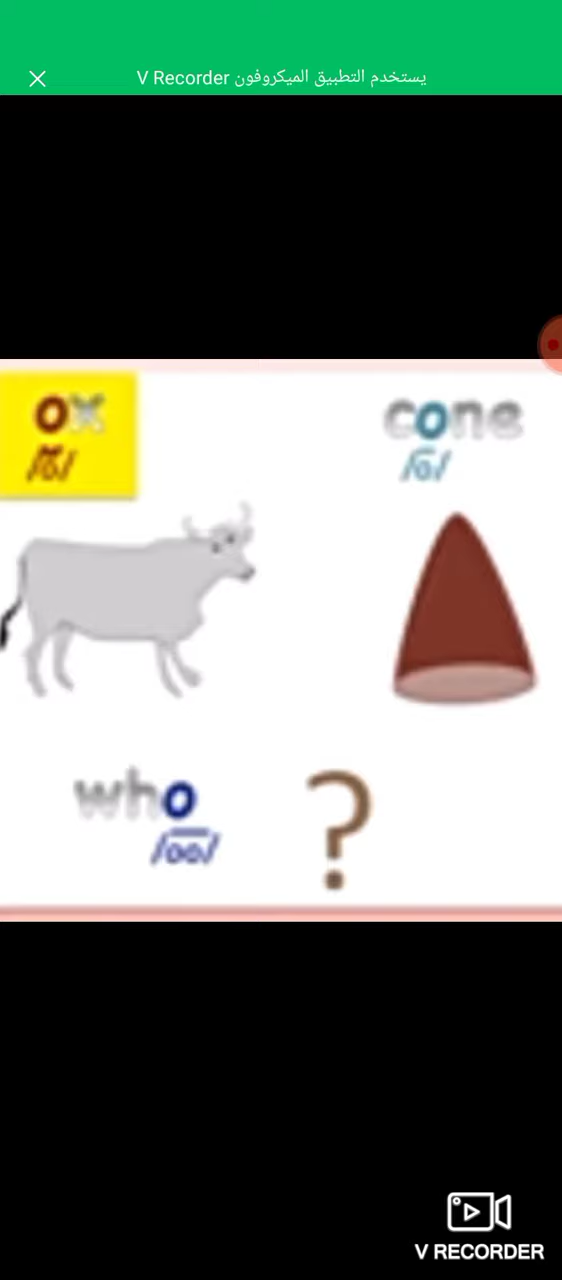 يستخدم التطبيق الميكروفون V Recorder
ox
/ŏ/
cone
/ō/
who
/o͞o/
?
V RECORDER